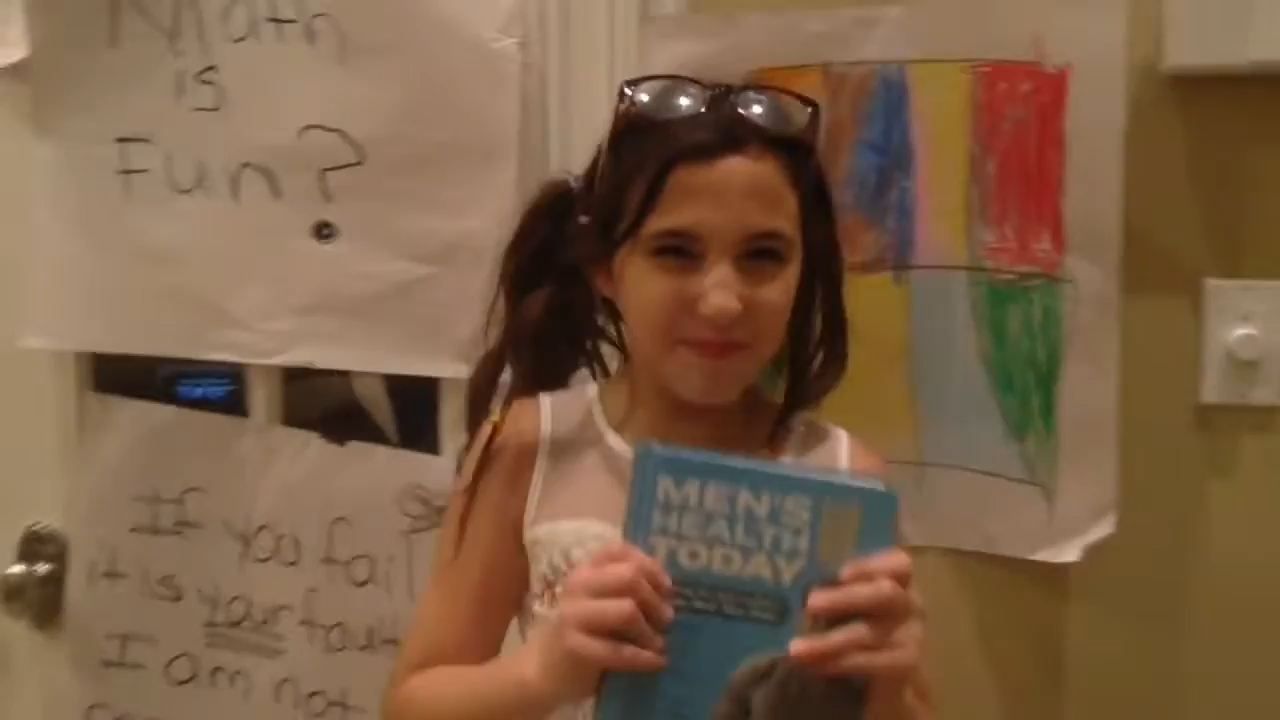 Math
is
Fun?
If you fail
it is your fault
I am not
MEN'S
HEALTH
TODAY